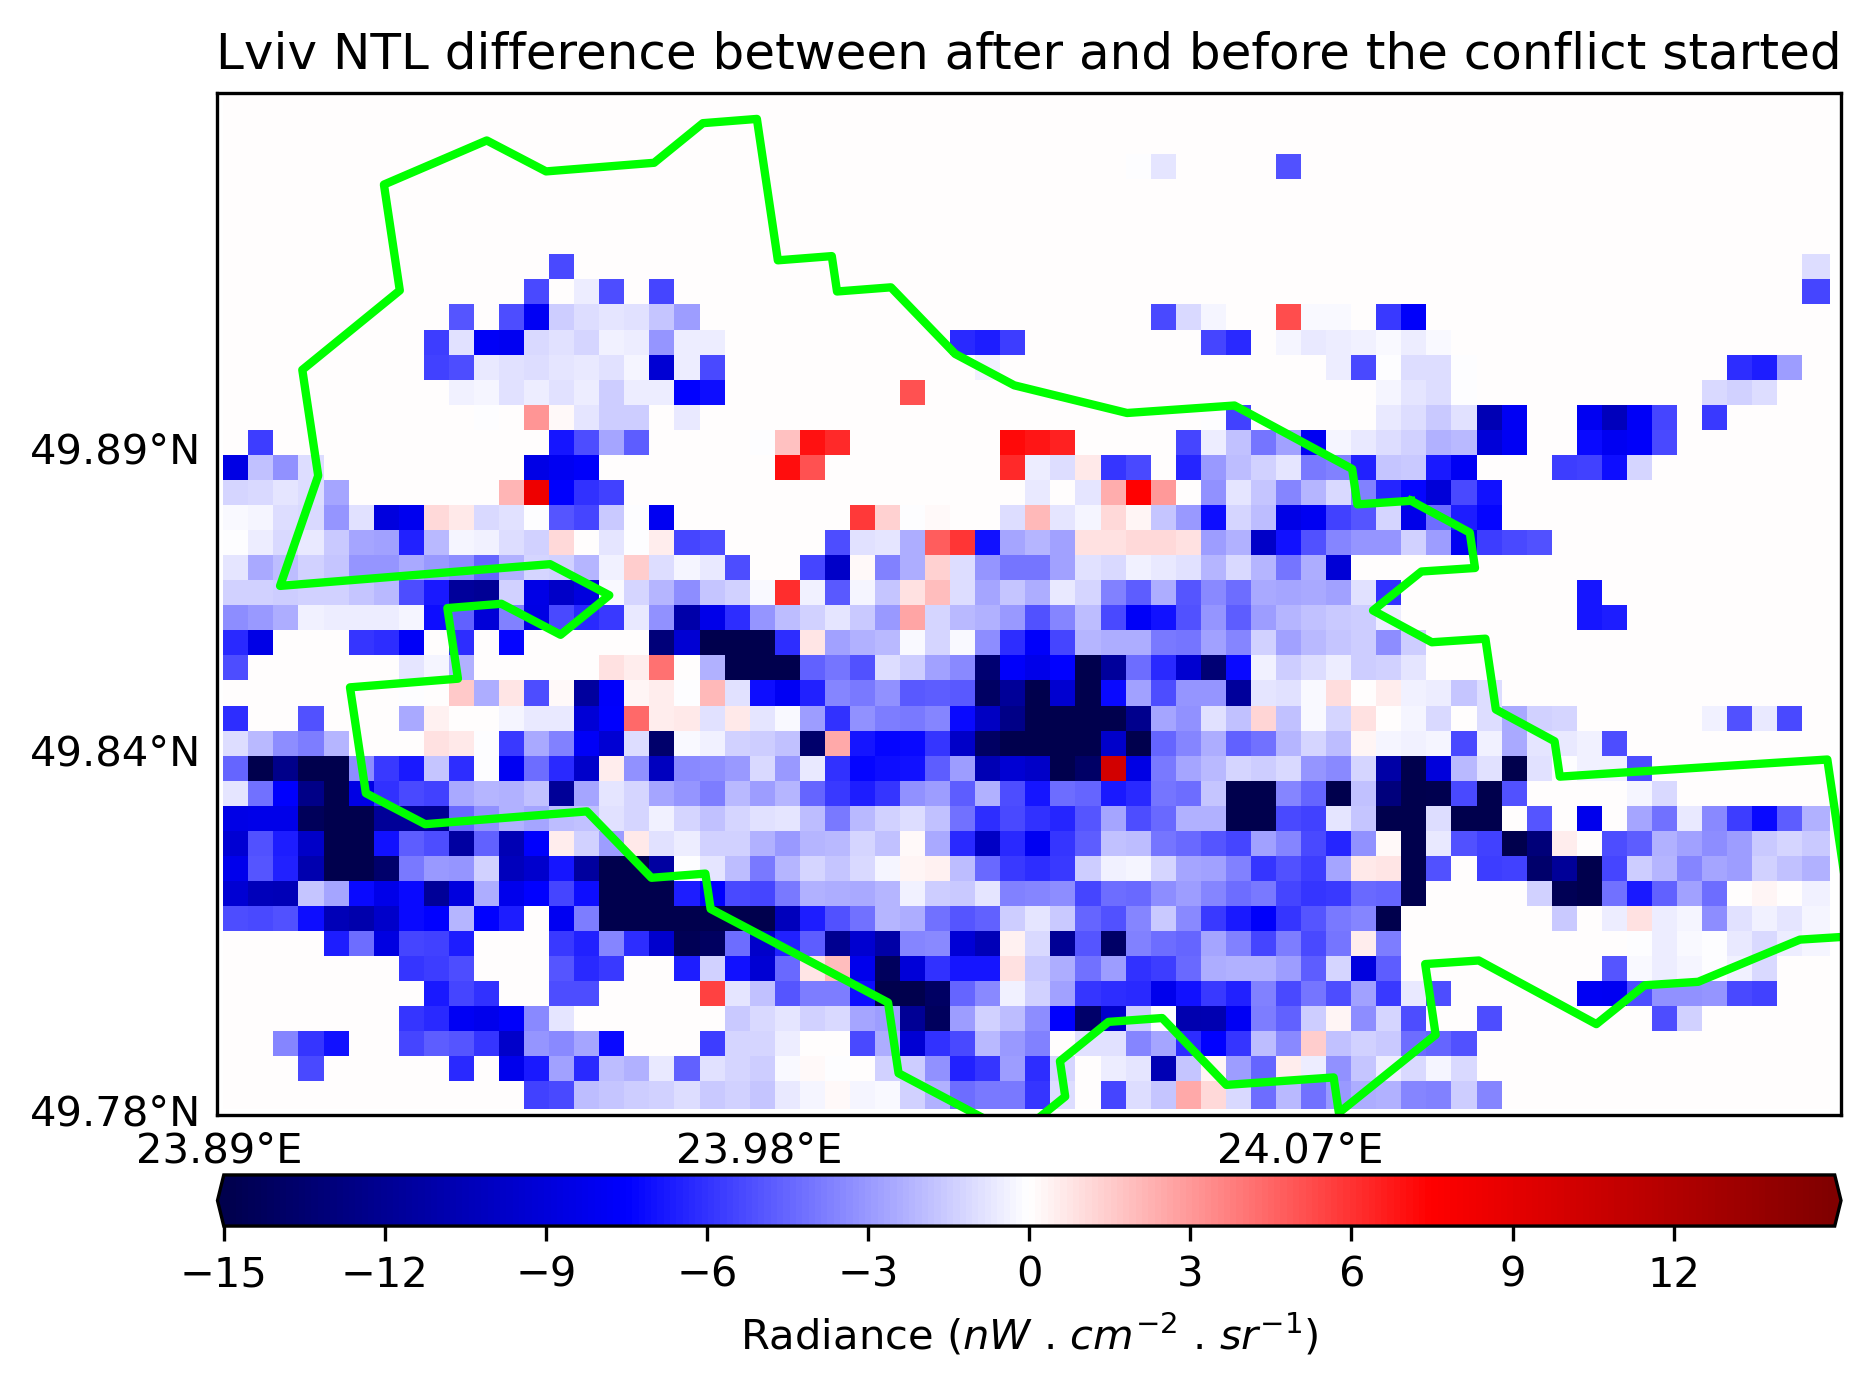 Lviv NTL difference between after and before the conflict started
49.89°N
49.84°N
49.78°N
23.89°E 23.98°E 24.07°E
−15 −12 −9 −6 −3 0 3 6 9 12
Radiance (nW . cm⁻² . sr⁻¹)